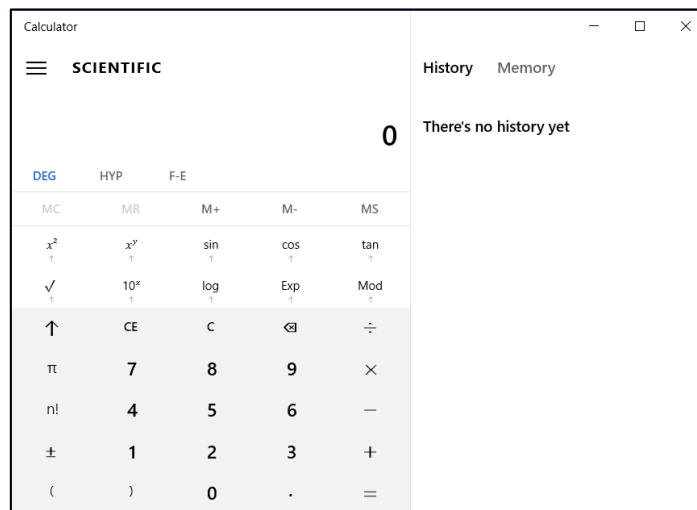 Calculator
SCIENTIFIC
History Memory
0
There's no history yet
DEG HYP F-E
MC MR M+ M- MS
x² xʸ sin cos tan
√ 10ˣ log Exp Mod
↑ CE C ⌫ ÷
π 7 8 9 ×
n! 4 5 6 −
± 1 2 3 +
( ) 0 . =